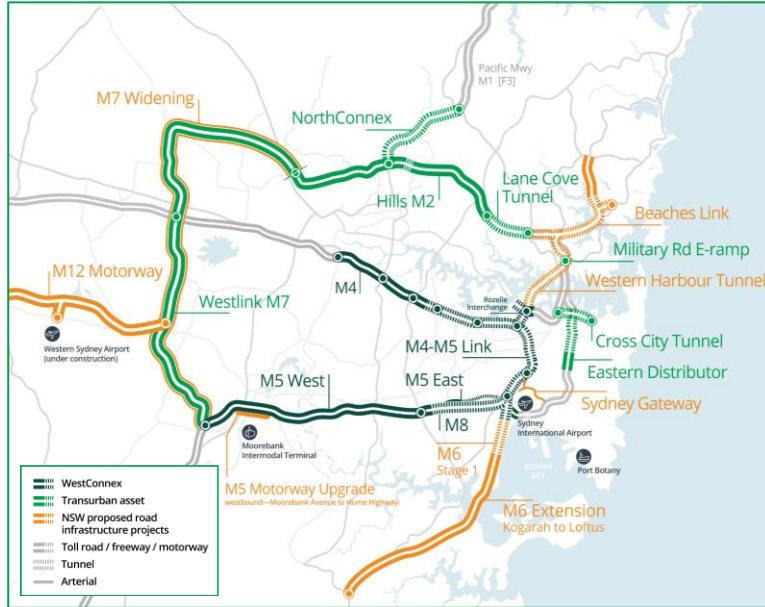 Pacific Mwy
M1 [F3]
M7 Widening
NorthConnex
Hills M2
Lane Cove
Tunnel
Beaches Link
Military Rd E-ramp
Western Harbour Tunnel
M12 Motorway
Westlink M7
M4
Rozelle
Interchange
Western Sydney Airport
(under construction)
M4-M5 Link
Cross City Tunnel
Eastern Distributor
M5 West
M5 East
M8
Sydney Gateway
Sydney
International Airport
Moorebank
Intermodal Terminal
M6
Stage 1
BOTANY
BAY
Port Botany
M5 Motorway Upgrade
westbound—Moorebank Avenue to Hume Highway
M6 Extension
Kogarah to Loftus
WestConnex
Transurban asset
NSW proposed road
infrastructure projects
Toll road / freeway / motorway
Tunnel
Arterial